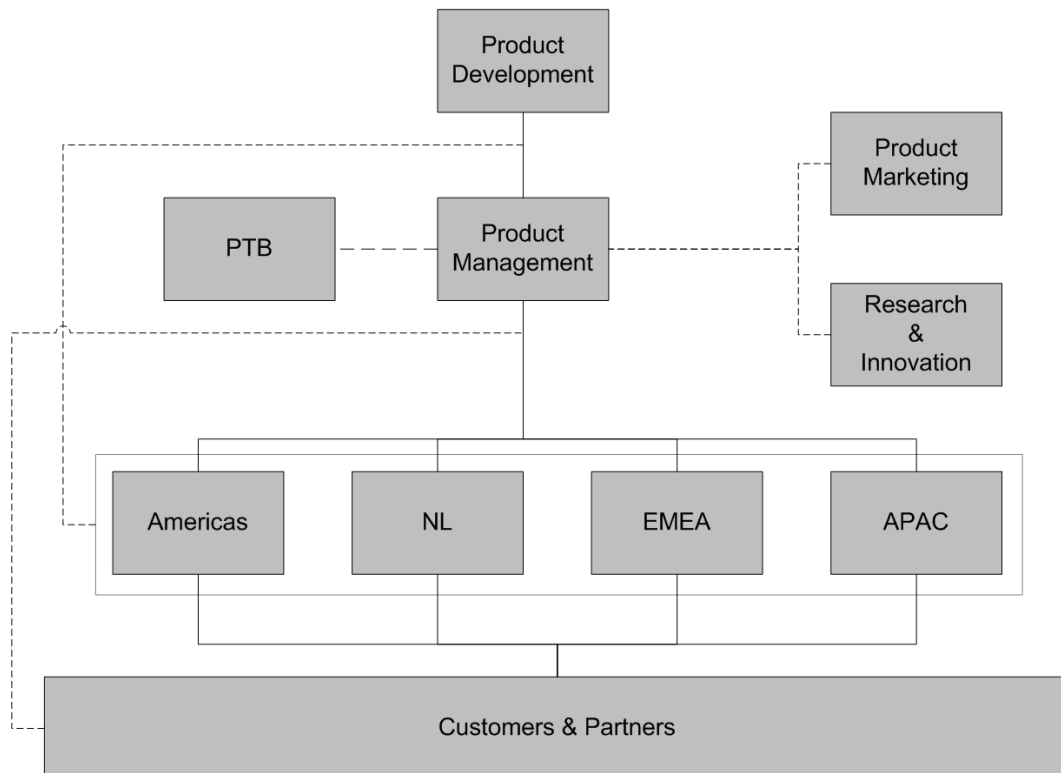 Product
Development
Product
Marketing
PTB
Product
Management
Research
&
Innovation
Americas
NL
EMEA
APAC
Customers & Partners